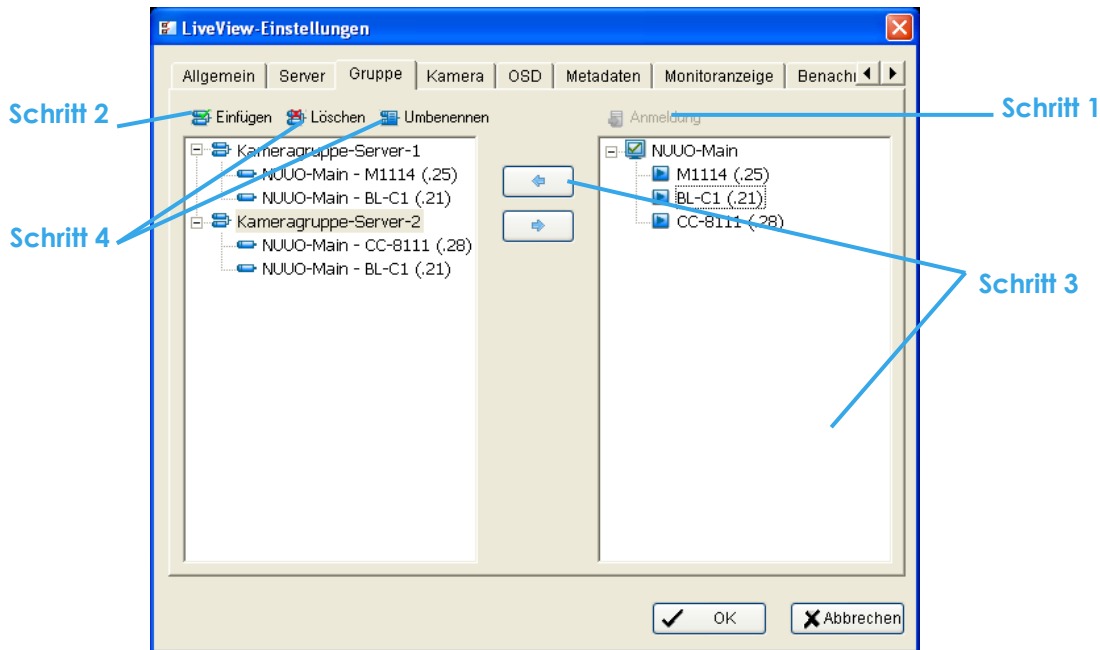 LiveView-Einstellungen
Allgemein Server Gruppe Kamera OSD Metadaten Monitoranzeige Benachi
Schritt 2
Einfügen Löschen Umbenennen
Anmeldung
Schritt 1
Kameragruppe-Server-1
NUUO-Main - M1114 (.25)
NUUO-Main - BL-C1 (.21)
Kameragruppe-Server-2
NUUO-Main - CC-8111 (.28)
NUUO-Main - BL-C1 (.21)
Schritt 4
NUUO-Main
M1114 (.25)
BL-C1 (.21)
CC-8111 (.28)
Schritt 3
OK
Abbrechen